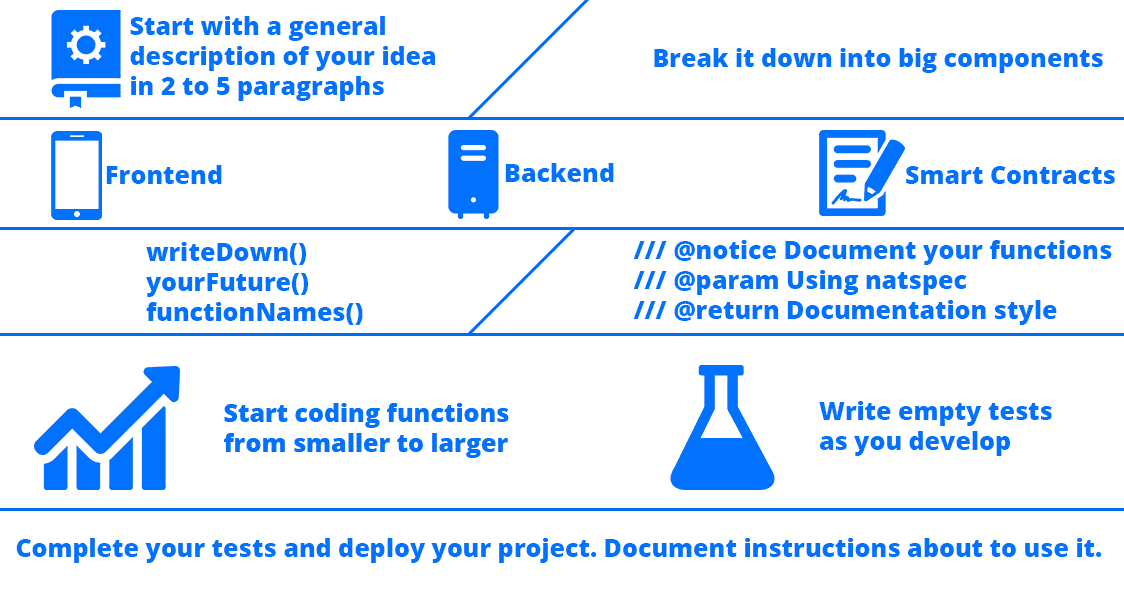 Start with a general
description of your idea
in 2 to 5 paragraphs
Break it down into big components
Frontend
Backend
Smart Contracts
writeDown()
yourFuture()
functionNames()
/// @notice Document your functions
/// @param Using natspec
/// @return Documentation style
Start coding functions
from smaller to larger
Write empty tests
as you develop
Complete your tests and deploy your project. Document instructions about to use it.